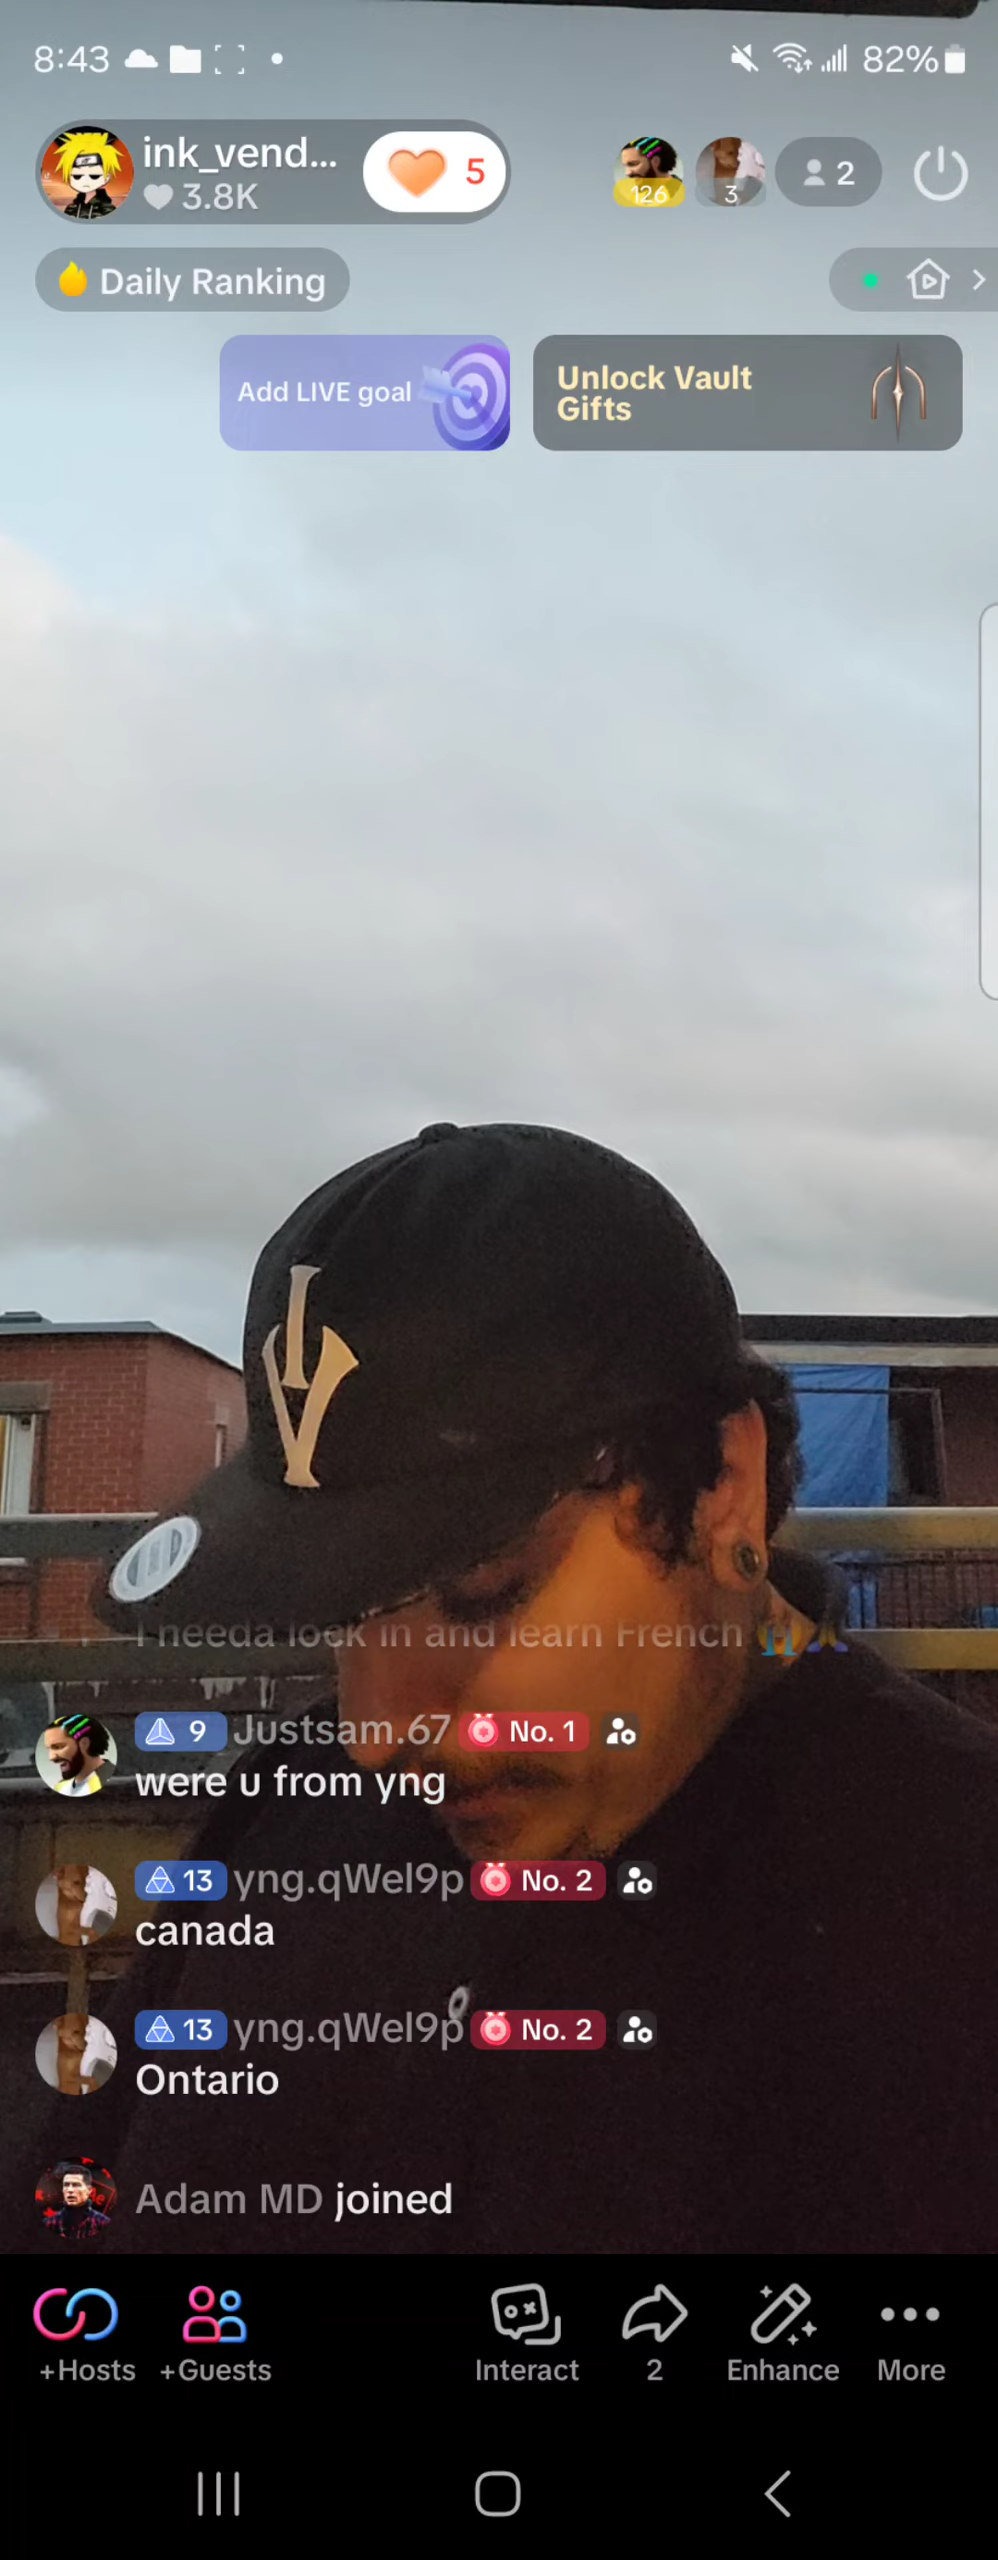 8:43
82%
ink_vend...
3.8K
5
126
3
2
Daily Ranking
Add LIVE goal
Unlock Vault
Gifts
I needa lock in and learn French 😭🙏
9 Justsam.67 No. 1
were u from yng
13 yng.qWel9p No. 2
canada
13 yng.qWel9p No. 2
Ontario
Adam MD joined
+Hosts
+Guests
Interact
2
Enhance
More